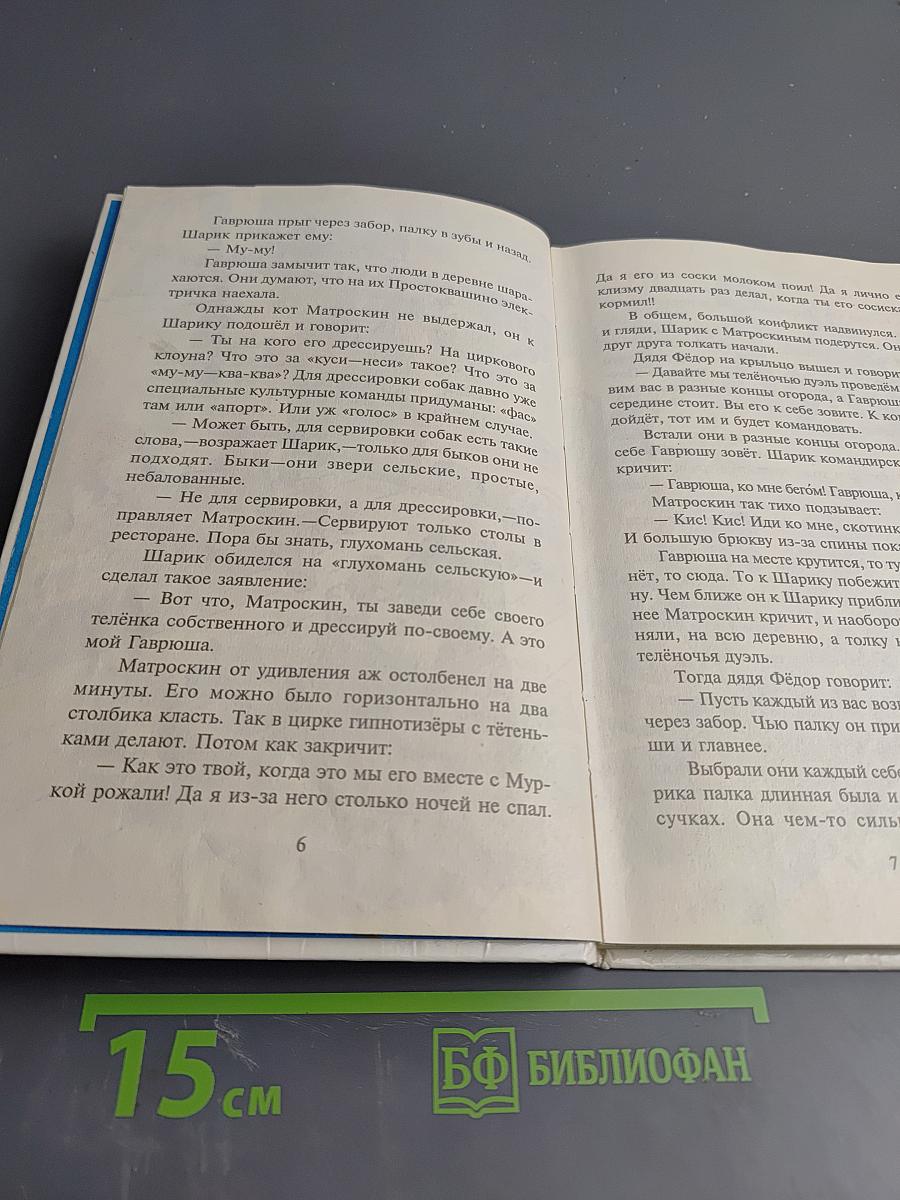 Гаврюша прыг через забор, палку в зубы и назад.
Шарик прикажет ему:
— Му-му!
Гаврюша замычит так, что люди в деревне шара-
хаются. Они думают, что на их Простоквашино элек-
тричка наехала.
Однажды кот Матроскин не выдержал, он к
Шарику подошёл и говорит:
— Ты на кого его дрессируешь? На циркового
клоуна? Что это за «куси—неси» такое? Что это за
«му-му—ква-ква»? Для дрессировки собак давно уже
специальные культурные команды придуманы: «фас»
там или «апорт». Или уж «голос» в крайнем случае.
— Может быть, для сервировки собак есть такие
слова,—возражает Шарик,—только для быков они не
подходят. Быки—они звери сельские, простые,
небалованные.
— Не для сервировки, а для дрессировки,—по-
правляет Матроскин.—Сервируют только столы в
ресторане. Пора бы знать, глухомань сельская.
Шарик обиделся на «глухомань сельскую»—и
сделал такое заявление:
— Вот что, Матроскин, ты заведи себе своего
телёнка собственного и дрессируй по-своему. А это
мой Гаврюша.
Матроскин от удивления аж остолбенел на две
минуты. Его можно было горизонтально на два
столбика класть. Так в цирке гипнотизёры с тётень-
ками делают. Потом как закричит:
— Как это твой, когда это мы его вместе с Мур-
кой рожали! Да я из-за него столько ночей не спал.
6
Да я его из соски молоком поил! Да я лично е
клизму двадцать раз делал, когда ты его сосиск
кормил!!
В общем, большой конфликт надвинулся.
и гляди, Шарик с Матроскиным подерутся. Он
друг друга толкать начали.
Дядя Фёдор на крыльцо вышел и говорит
— Давайте мы телёночью дуэль проведём
вим вас в разные концы огорода, а Гаврюш
середине стоит. Вы его к себе зовите. К ко
дойдёт, тот им и будет командовать.
Встали они в разные концы огорода.
себе Гаврюшу зовёт. Шарик командирск
кричит:
— Гаврюша, ко мне бегом! Гаврюша, к
Матроскин так тихо подзывает:
— Кис! Кис! Иди ко мне, скотинк
И большую брюкву из-за спины пока
Гаврюша на месте крутится, то ту
нёт, то сюда. То к Шарику побежит
ну. Чем ближе он к Шарику прибли
нее Матроскин кричит, и наоборо
няли, на всю деревню, а толку н
телёночья дуэль.
Тогда дядя Фёдор говорит:
— Пусть каждый из вас возь
через забор. Чью палку он при
ши и главнее.
Выбрали они каждый себе
рика палка длинная была и
сучках. Она чем-то силь
7
15 см
БФ БИБЛИОФАН